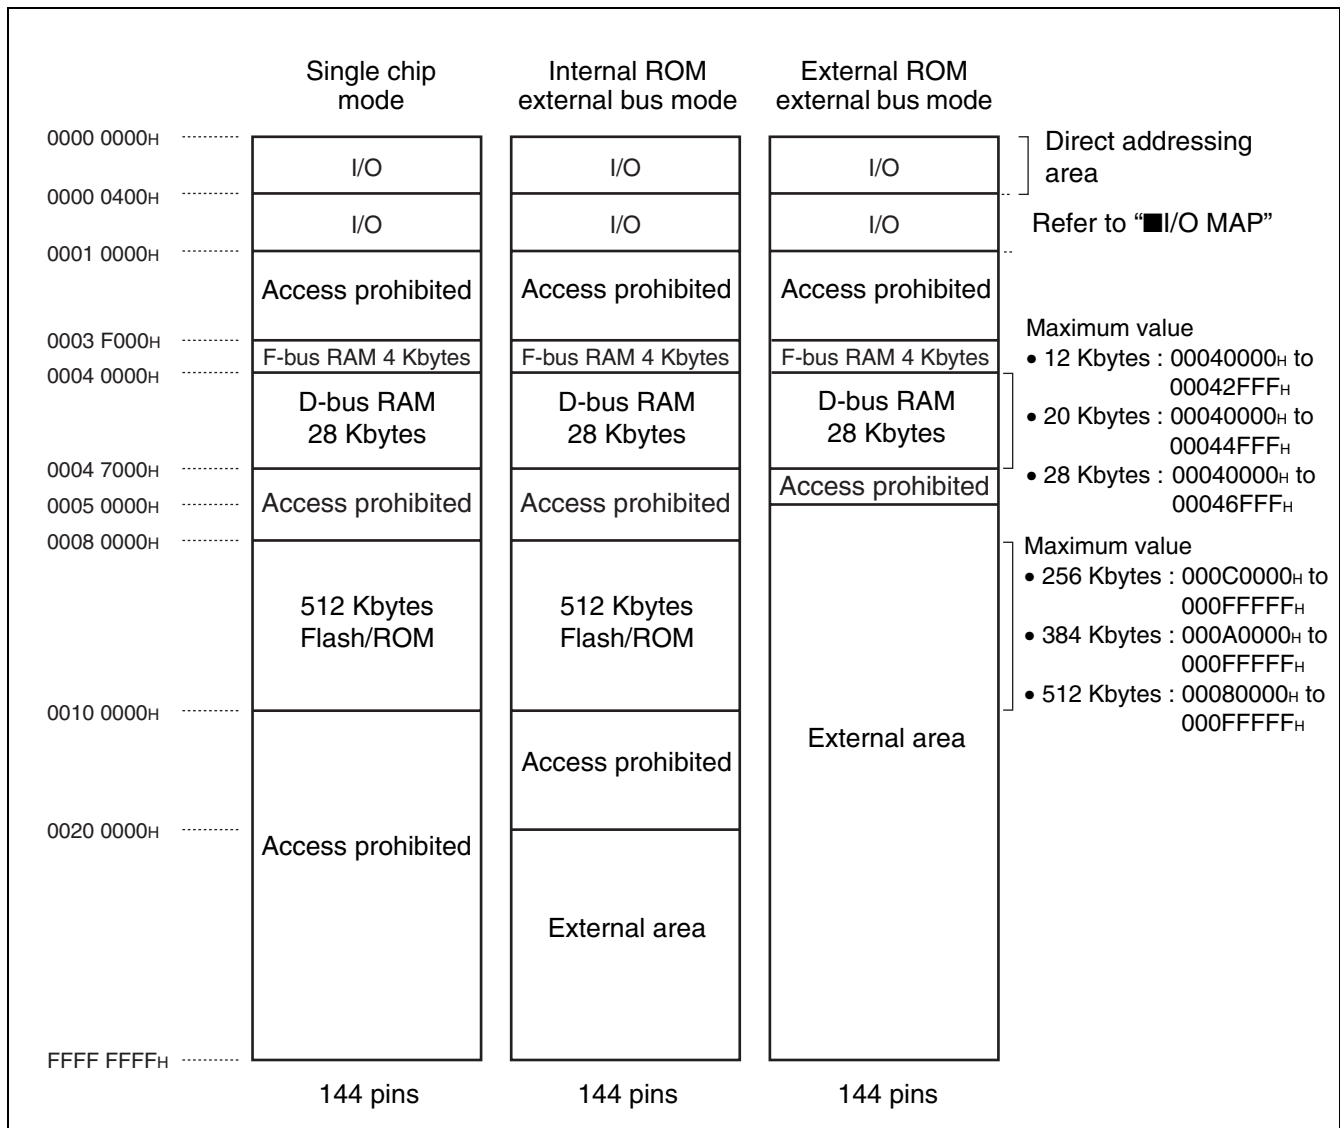 Single chip
mode
Internal ROM
external bus mode
External ROM
external bus mode
0000 0000H
0000 0400H
0001 0000H
0003 F000H
0004 0000H
0004 7000H
0005 0000H
0008 0000H
0010 0000H
0020 0000H
FFFF FFFFH
I/O
I/O
Access prohibited
F-bus RAM 4 Kbytes
D-bus RAM
28 Kbytes
Access prohibited
512 Kbytes
Flash/ROM
Access prohibited
144 pins
I/O
I/O
Access prohibited
F-bus RAM 4 Kbytes
D-bus RAM
28 Kbytes
Access prohibited
512 Kbytes
Flash/ROM
Access prohibited
External area
144 pins
I/O
I/O
Access prohibited
F-bus RAM 4 Kbytes
D-bus RAM
28 Kbytes
Access prohibited
External area
144 pins
Direct addressing
area
Refer to “■I/O MAP”
Maximum value
• 12 Kbytes : 00040000H to
00042FFFH
• 20 Kbytes : 00040000H to
00044FFFH
• 28 Kbytes : 00040000H to
00046FFFH
Maximum value
• 256 Kbytes : 000C0000H to
000FFFFFH
• 384 Kbytes : 000A0000H to
000FFFFFH
• 512 Kbytes : 00080000H to
000FFFFFH